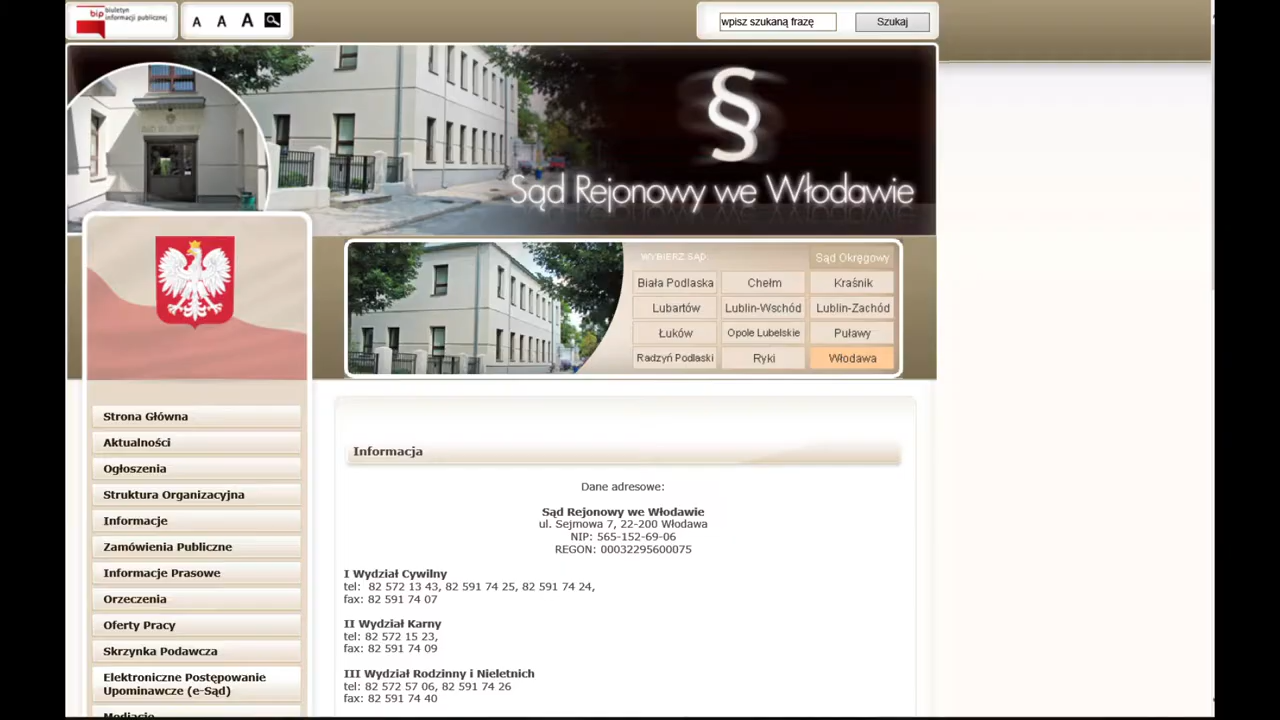 bip biuletyn
informacji publicznej
A A A
wpisz szukaną frazę
Szukaj
SĄD REJONOWY
§
Sąd Rejonowy we Włodawie
WYBIERZ SĄD:
Sąd Okręgowy
Biała Podlaska
Chełm
Kraśnik
Lubartów
Lublin-Wschód
Lublin-Zachód
Łuków
Opole Lubelskie
Puławy
Radzyń Podlaski
Ryki
Włodawa
Strona Główna
Aktualności
Ogłoszenia
Struktura Organizacyjna
Informacje
Zamówienia Publiczne
Informacje Prasowe
Orzeczenia
Oferty Pracy
Skrzynka Podawcza
Elektroniczne Postępowanie
Upominawcze (e-Sąd)
Mediacje
Informacja
Dane adresowe:
Sąd Rejonowy we Włodawie
ul. Sejmowa 7, 22-200 Włodawa
NIP: 565-152-69-06
REGON: 00032295600075
I Wydział Cywilny
tel:  82 572 13 43, 82 591 74 25, 82 591 74 24,
fax: 82 591 74 07
II Wydział Karny
tel: 82 572 15 23,
fax: 82 591 74 09
III Wydział Rodzinny i Nieletnich
tel: 82 572 57 06, 82 591 74 26
fax: 82 591 74 40